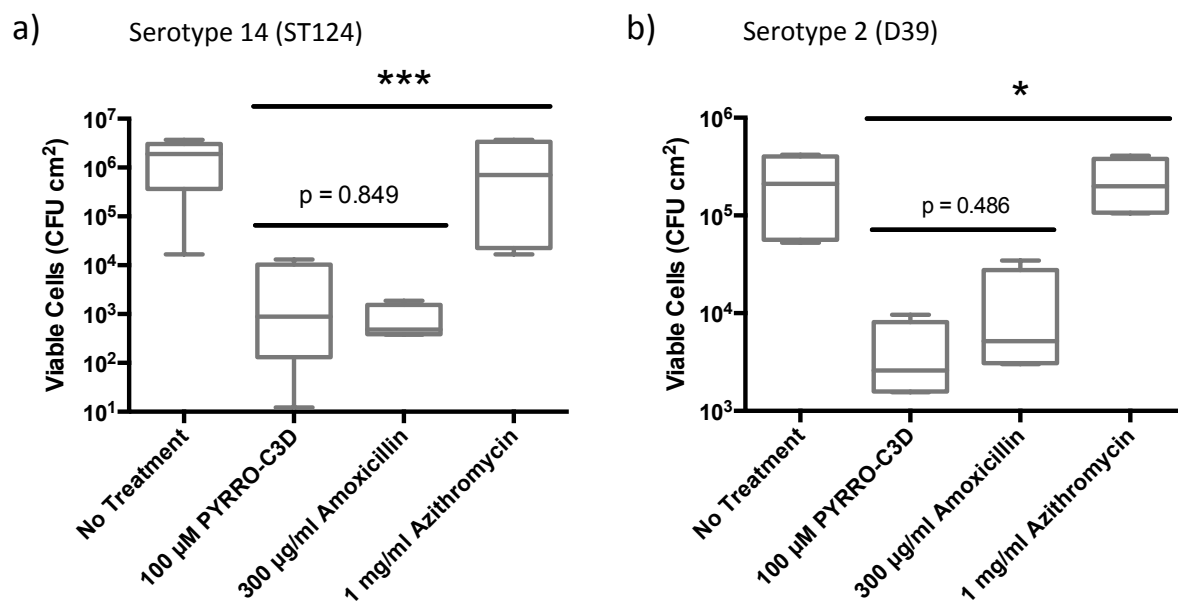 a)
Serotype 14 (ST124)
***
p = 0.849
Viable Cells (CFU cm²)
10⁷
10⁶
10⁵
10⁴
10³
10²
10¹
No Treatment
100 µM PYRRO-C3D
300 µg/ml Amoxicillin
1 mg/ml Azithromycin
b)
Serotype 2 (D39)
*
p = 0.486
Viable Cells (CFU cm²)
10⁶
10⁵
10⁴
10³
No Treatment
100 µM PYRRO-C3D
300 µg/ml Amoxicillin
1 mg/ml Azithromycin